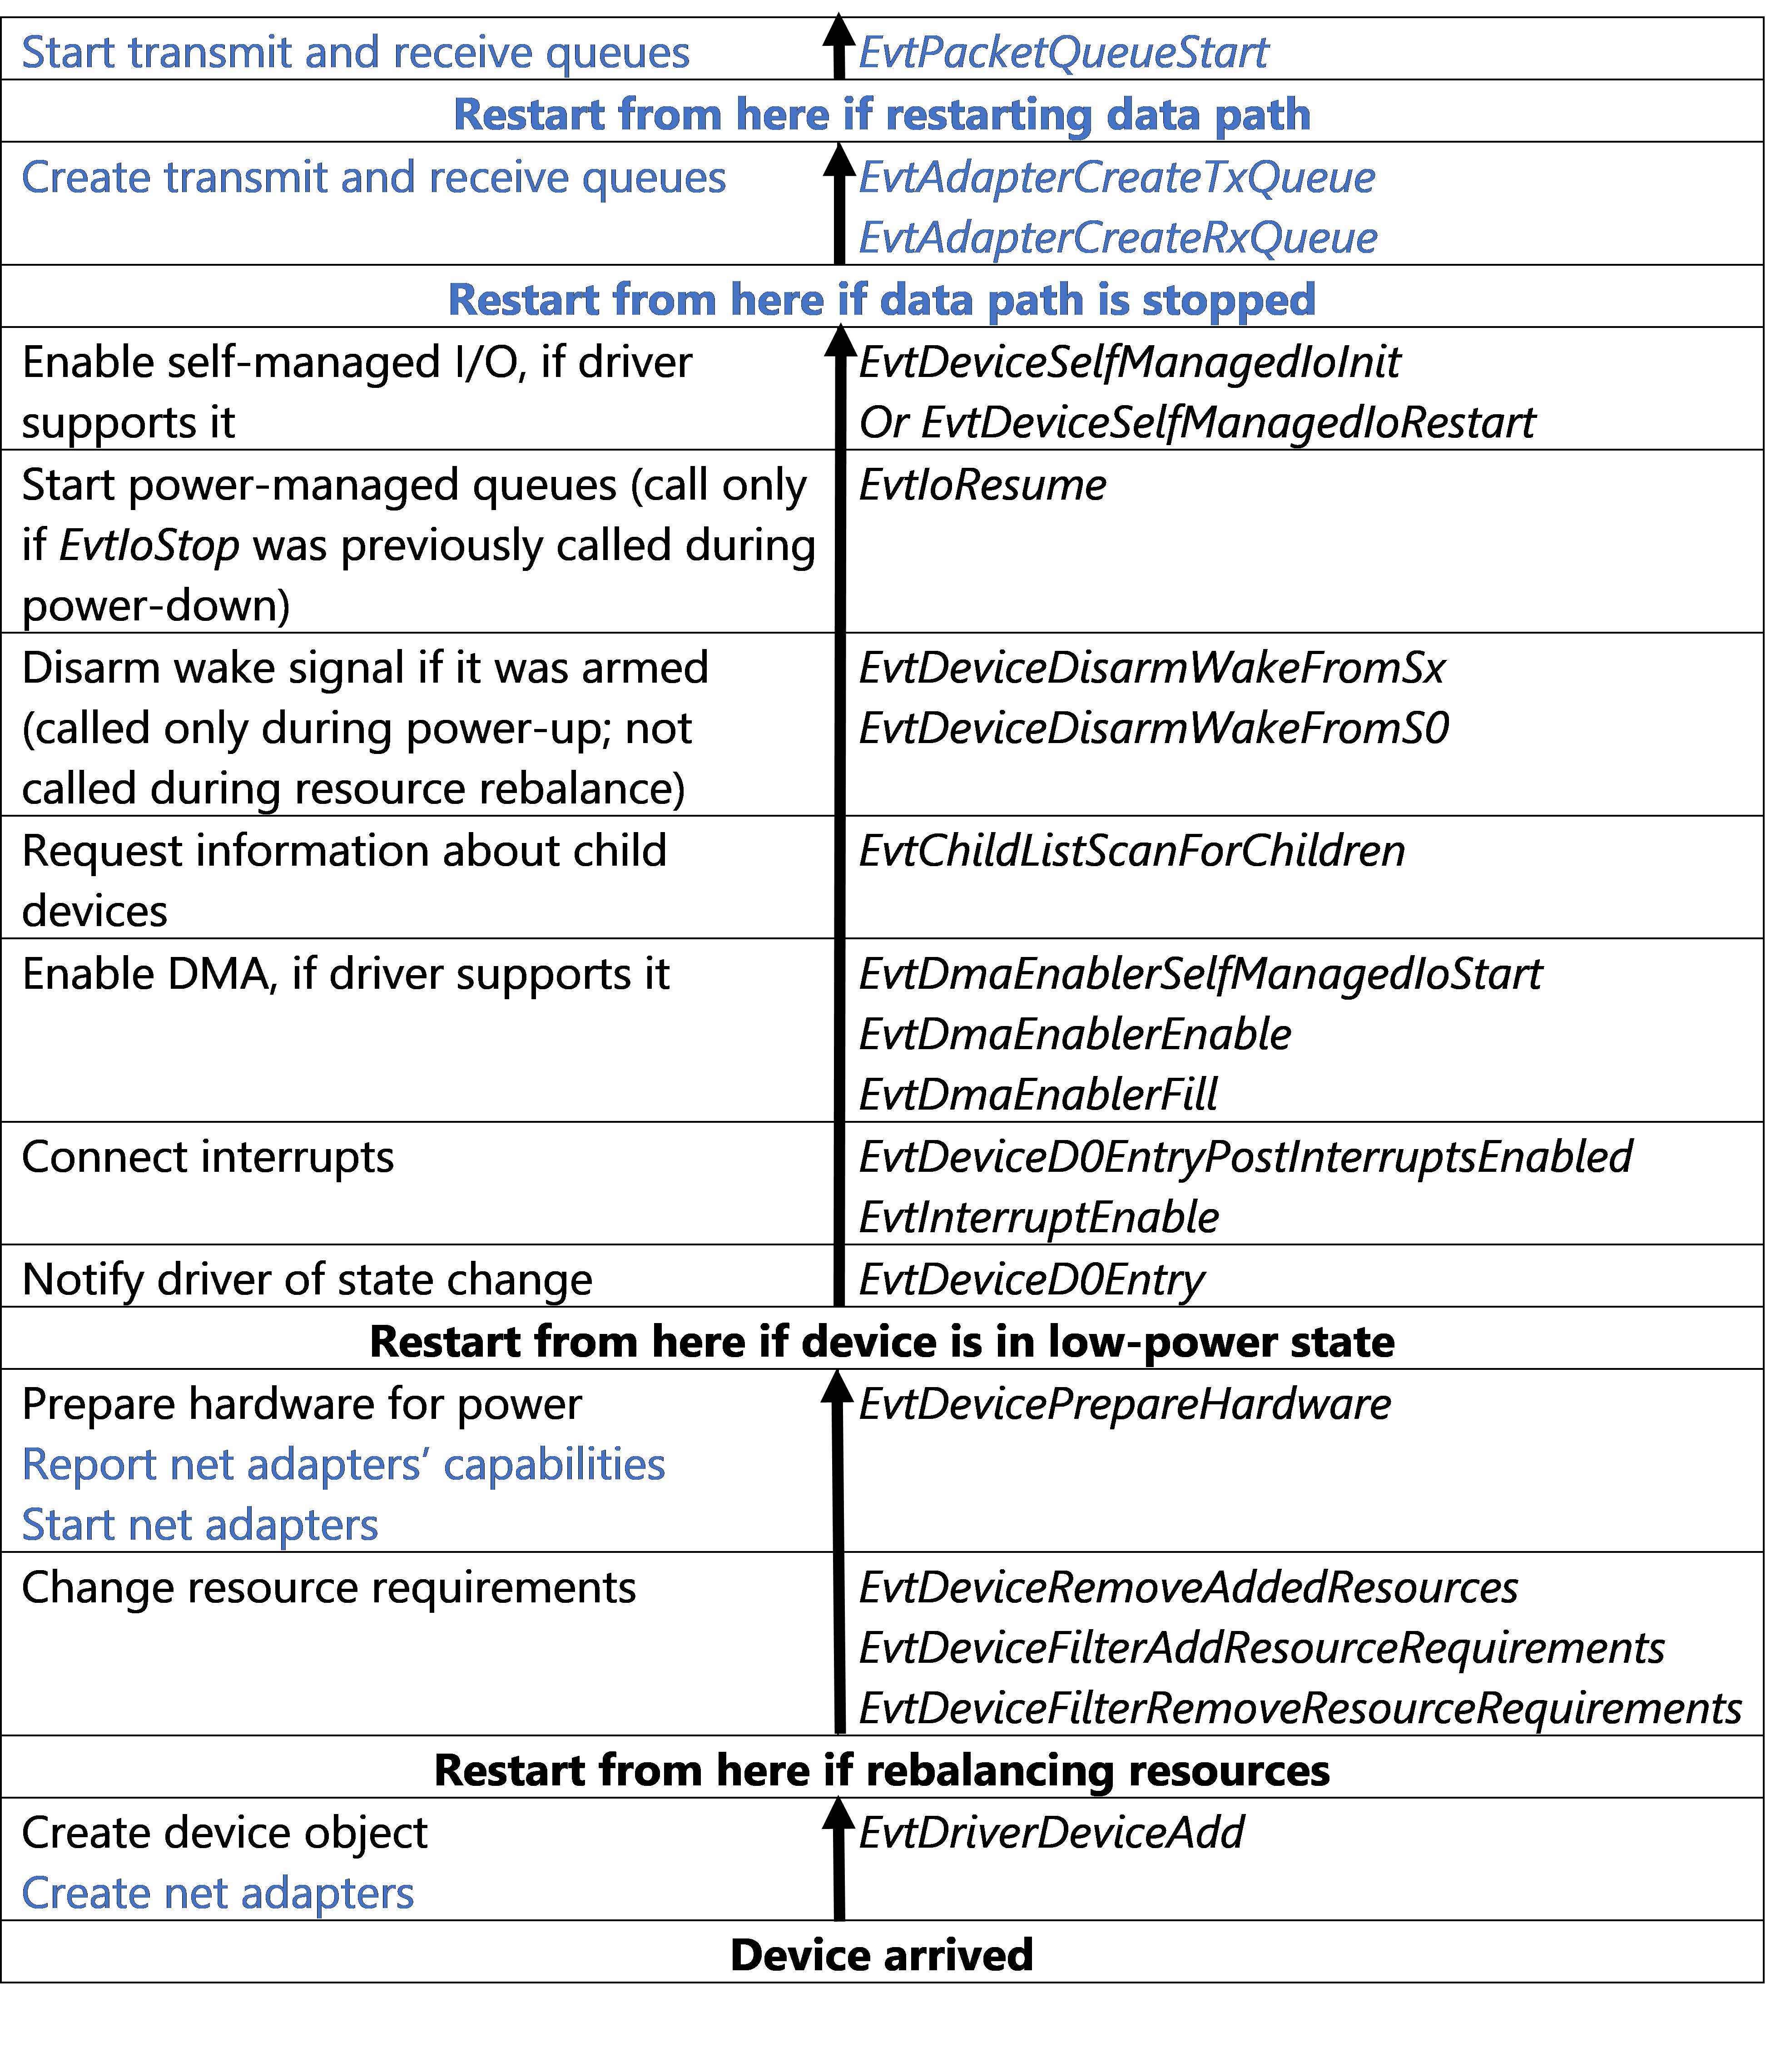 Start transmit and receive queues
EvtPacketQueueStart
Restart from here if restarting data path
Create transmit and receive queues
EvtAdapterCreateTxQueue
EvtAdapterCreateRxQueue
Restart from here if data path is stopped
Enable self-managed I/O, if driver
supports it
EvtDeviceSelfManagedIoInit
Or EvtDeviceSelfManagedIoRestart
Start power-managed queues (call only
if EvtIoStop was previously called during
power-down)
EvtIoResume
Disarm wake signal if it was armed
(called only during power-up; not
called during resource rebalance)
EvtDeviceDisarmWakeFromSx
EvtDeviceDisarmWakeFromS0
Request information about child
devices
EvtChildListScanForChildren
Enable DMA, if driver supports it
EvtDmaEnablerSelfManagedIoStart
EvtDmaEnablerEnable
EvtDmaEnablerFill
Connect interrupts
EvtDeviceD0EntryPostInterruptsEnabled
EvtInterruptEnable
Notify driver of state change
EvtDeviceD0Entry
Restart from here if device is in low-power state
Prepare hardware for power
Report net adapters’ capabilities
Start net adapters
EvtDevicePrepareHardware
Change resource requirements
EvtDeviceRemoveAddedResources
EvtDeviceFilterAddResourceRequirements
EvtDeviceFilterRemoveResourceRequirements
Restart from here if rebalancing resources
Create device object
Create net adapters
EvtDriverDeviceAdd
Device arrived